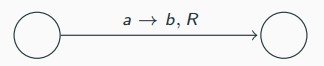 a → b, R